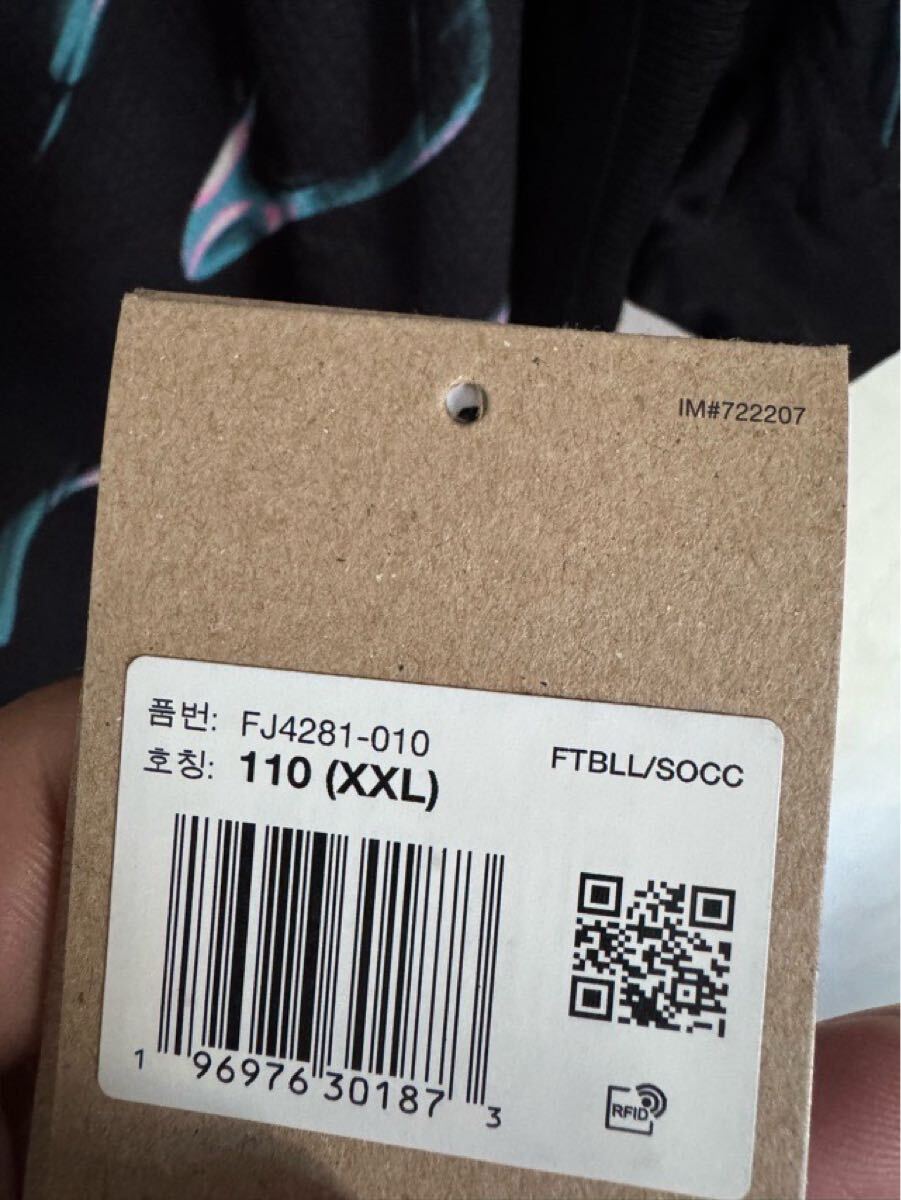 IM#722207
품번: FJ4281-010
호칭: 110 (XXL)
FTBLL/SOCC
1 96976 30187 3
RFID